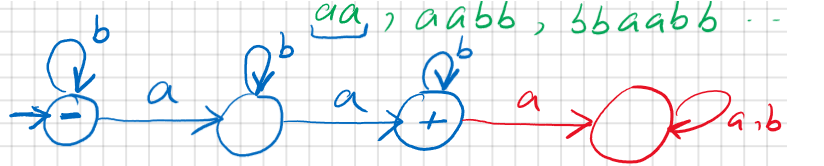 aa, aabb, bbaabb ...
b b b
a a a
- + a,b